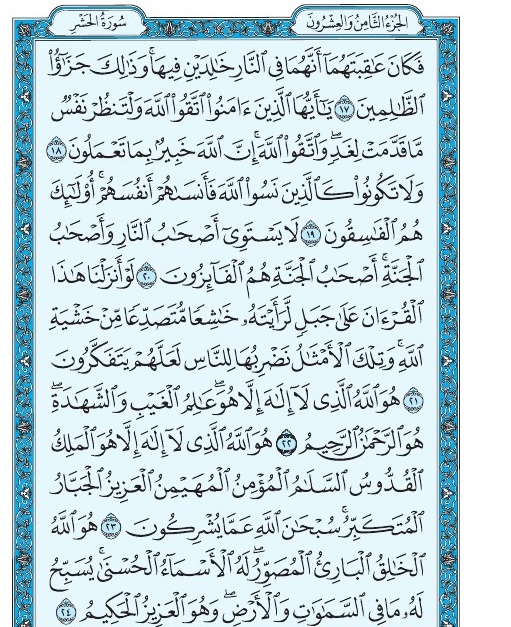 الجزء الثامن والعشرون
سورة الحشر
فَكَانَ عَٰقِبَتَهُمَآ أَنَّهُمَا فِي ٱلنَّارِ خَٰلِدَيۡنِ فِيهَاۚ وَذَٰلِكَ جَزَٰٓؤُاْ
ٱلظَّٰلِمِينَ ١٧ يَٰٓأَيُّهَا ٱلَّذِينَ ءَامَنُواْ ٱتَّقُواْ ٱللَّهَ وَلۡتَنظُرۡ نَفۡسٞ
مَّا قَدَّمَتۡ لِغَدٖۖ وَٱتَّقُواْ ٱللَّهَۚ إِنَّ ٱللَّهَ خَبِيرُۢ بِمَا تَعۡمَلُونَ ١٨
وَلَا تَكُونُواْ كَٱلَّذِينَ نَسُواْ ٱللَّهَ فَأَنسَىٰهُمۡ أَنفُسَهُمۡۚ أُوْلَٰٓئِكَ
هُمُ ٱلۡفَٰسِقُونَ ١٩ لَا يَسۡتَوِيٓ أَصۡحَٰبُ ٱلنَّارِ وَأَصۡحَٰبُ
ٱلۡجَنَّةِۚ أَصۡحَٰبُ ٱلۡجَنَّةِ هُمُ ٱلۡفَآئِزُونَ ٢٠ لَوۡ أَنزَلۡنَا هَٰذَا
ٱلۡقُرۡءَانَ عَلَىٰ جَبَلٖ لَّرَأَيۡتَهُۥ خَٰشِعٗا مُّتَصَدِّعٗا مِّنۡ خَشۡيَةِ
ٱللَّهِۚ وَتِلۡكَ ٱلۡأَمۡثَٰلُ نَضۡرِبُهَا لِلنَّاسِ لَعَلَّهُمۡ يَتَفَكَّرُونَ
٢١ هُوَ ٱللَّهُ ٱلَّذِي لَآ إِلَٰهَ إِلَّا هُوَۖ عَٰلِمُ ٱلۡغَيۡبِ وَٱلشَّهَٰدَةِۖ
هُوَ ٱلرَّحۡمَٰنُ ٱلرَّحِيمُ ٢٢ هُوَ ٱللَّهُ ٱلَّذِي لَآ إِلَٰهَ إِلَّا هُوَ ٱلۡمَلِكُ
ٱلۡقُدُّوسُ ٱلسَّلَٰمُ ٱلۡمُؤۡمِنُ ٱلۡمُهَيۡمِنُ ٱلۡعَزِيزُ ٱلۡجَبَّارُ
ٱلۡمُتَكَبِّرُۚ سُبۡحَٰنَ ٱللَّهِ عَمَّا يُشۡرِكُونَ ٢٣ هُوَ ٱللَّهُ
ٱلۡخَٰلِقُ ٱلۡبَارِئُ ٱلۡمُصَوِّرُۖ لَهُ ٱلۡأَسۡمَآءُ ٱلۡحُسۡنَىٰۚ يُسَبِّحُ
لَهُۥ مَا فِي ٱلسَّمَٰوَٰتِ وَٱلۡأَرۡضِۖ وَهُوَ ٱلۡعَزِيزُ ٱلۡحَكِيمُ ٢٤